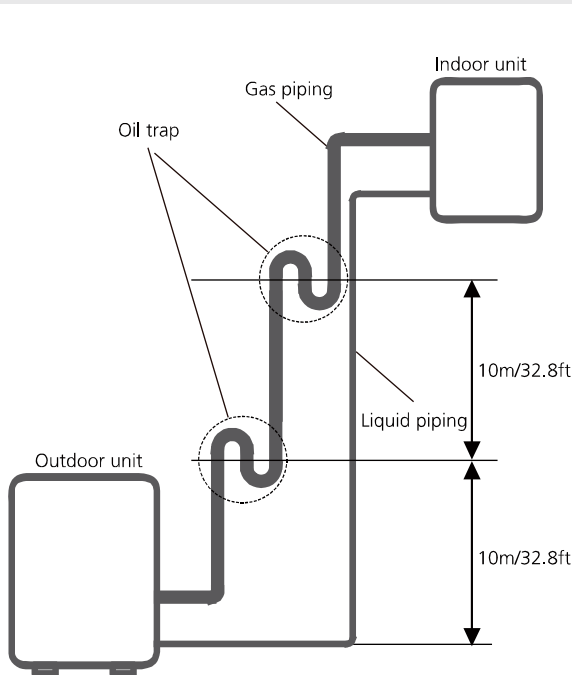 Indoor unit
Gas piping
Oil trap
10m/32.8ft
Liquid piping
Outdoor unit
10m/32.8ft